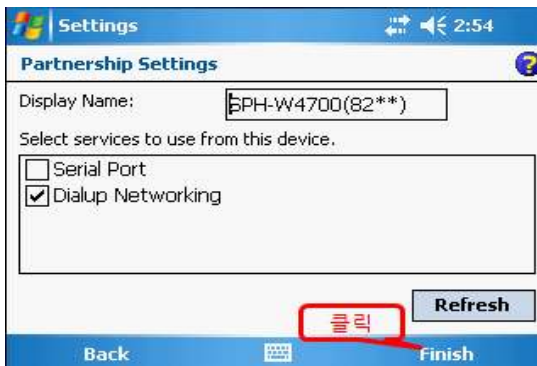 Settings 2:54
Partnership Settings ?
Display Name: SPH-W4700(82**)
Select services to use from this device.
Serial Port
Dialup Networking
Refresh
클릭
Back Finish